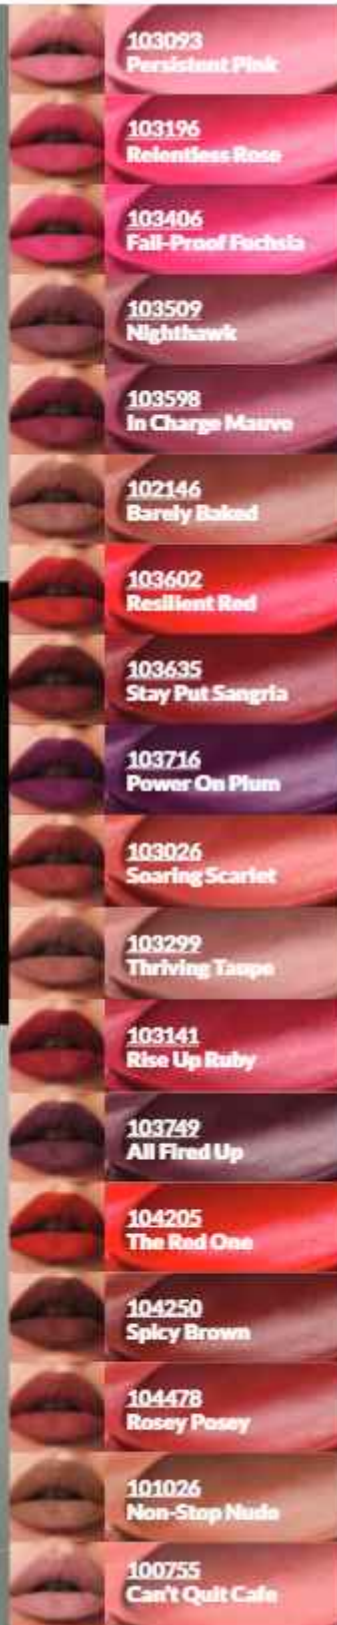 103093
Persistent Pink
103196
Relentless Rose
103406
Fail-Proof Fuchsia
103509
Nighthawk
103598
In Charge Mauve
102146
Barely Baked
103602
Resilient Red
103635
Stay Put Sangria
103716
Power On Plum
103026
Soaring Scarlet
103299
Thriving Taupe
103141
Rise Up Ruby
103749
All Fired Up
104205
The Red One
104250
Spicy Brown
104478
Rosey Posey
101026
Non-Stop Nude
100755
Can't Quit Cafe